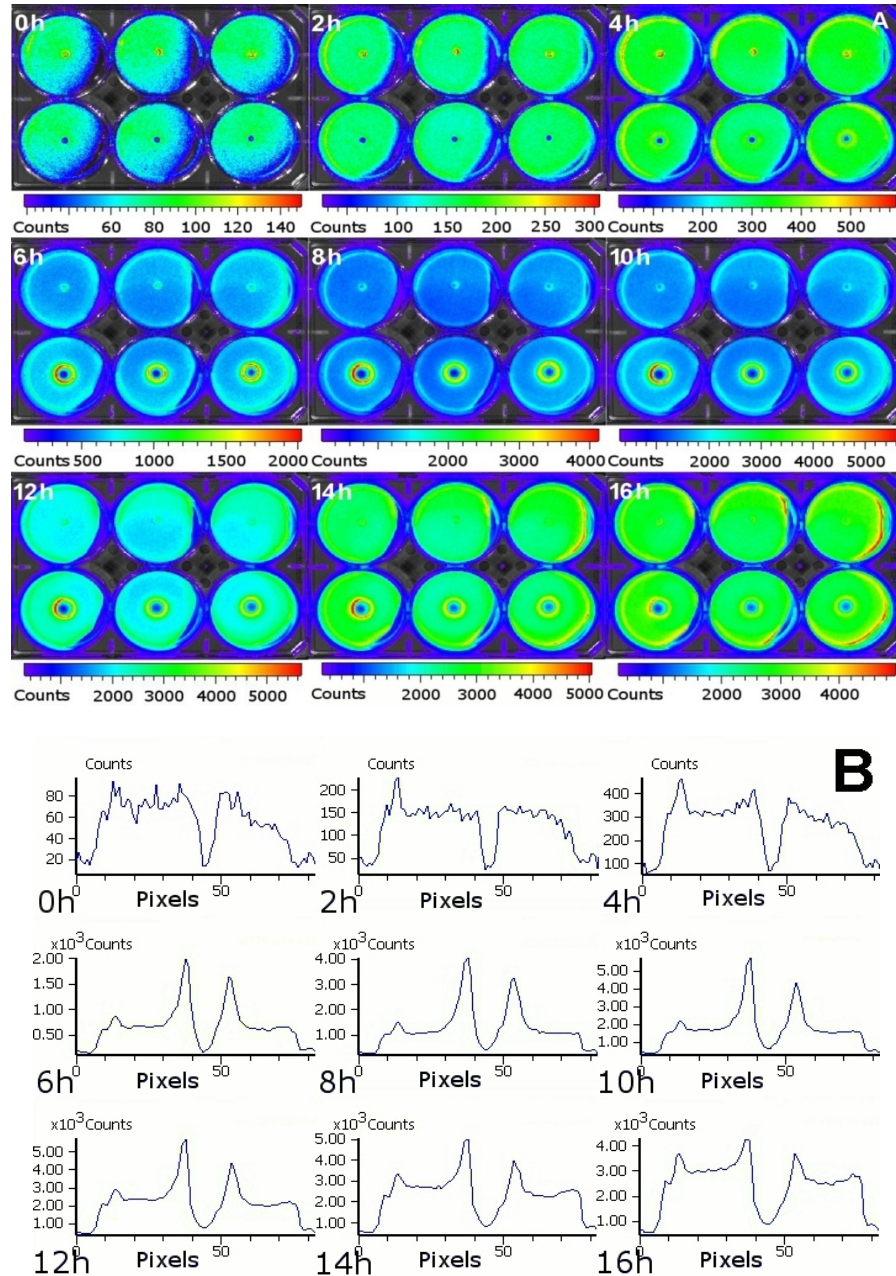 0h 2h 4h A
60 80 100 120 140 100 150 200 250 300 200 300 400 500
Counts Counts Counts
6h 8h 10h
Counts 500 1000 1500 2000 Counts 2000 3000 4000 Counts 2000 3000 4000 5000
12h 14h 16h
Counts 2000 3000 4000 5000 Counts 2000 3000 4000 5000 Counts 2000 3000 4000
B
Counts Counts Counts
80 60 40 20 200 150 100 50 400 300 200 100
0 50 0 50 0 50
0h Pixels 2h Pixels 4h Pixels
x10³Counts x10³Counts x10³Counts
2.00 1.50 1.00 0.50 4.00 3.00 2.00 1.00 5.00 4.00 3.00 2.00 1.00
0 50 0 50 0 50
6h Pixels 8h Pixels 10h Pixels
x10³Counts x10³Counts x10³Counts
5.00 4.00 3.00 2.00 1.00 5.00 4.00 3.00 2.00 1.00 4.00 3.00 2.00 1.00
0 50 0 50 0 50
12h Pixels 14h Pixels 16h Pixels